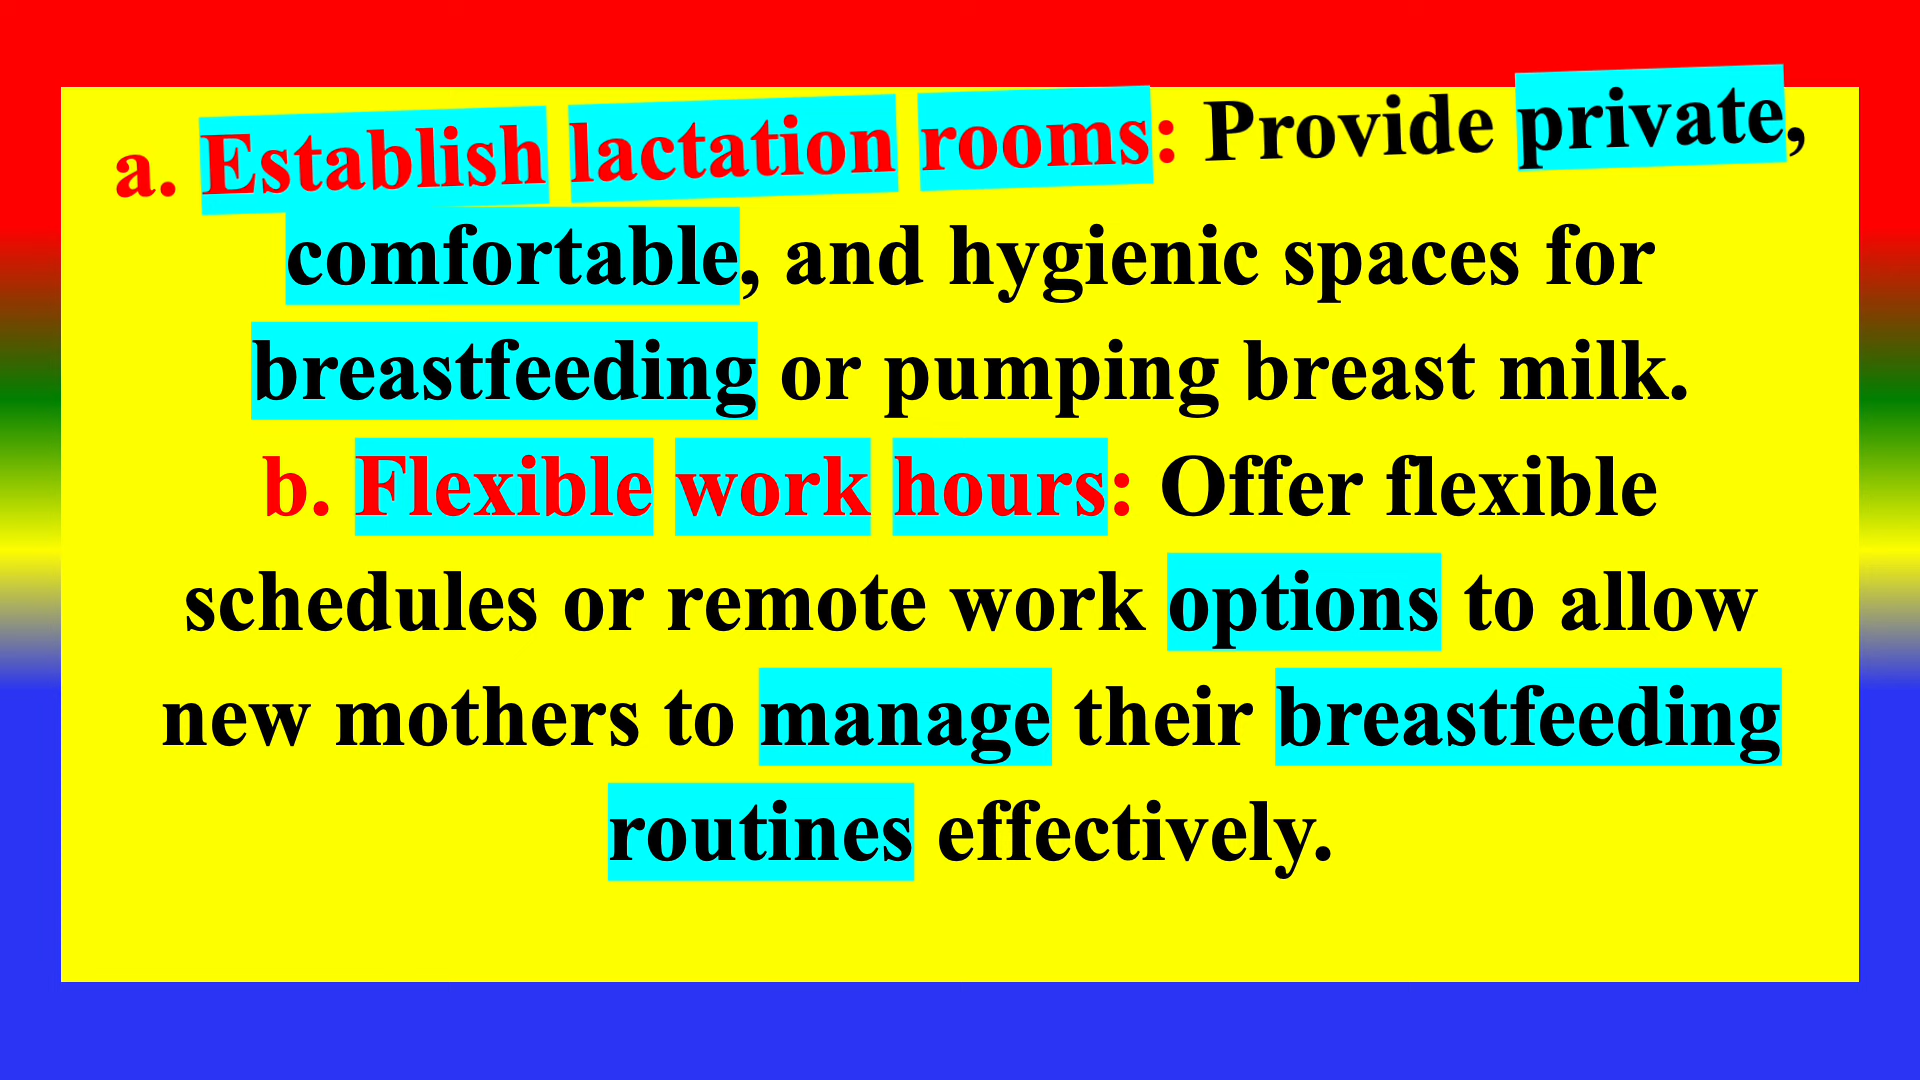 a. Establish lactation rooms: Provide private,
comfortable, and hygienic spaces for
breastfeeding or pumping breast milk.
b. Flexible work hours: Offer flexible
schedules or remote work options to allow
new mothers to manage their breastfeeding
routines effectively.